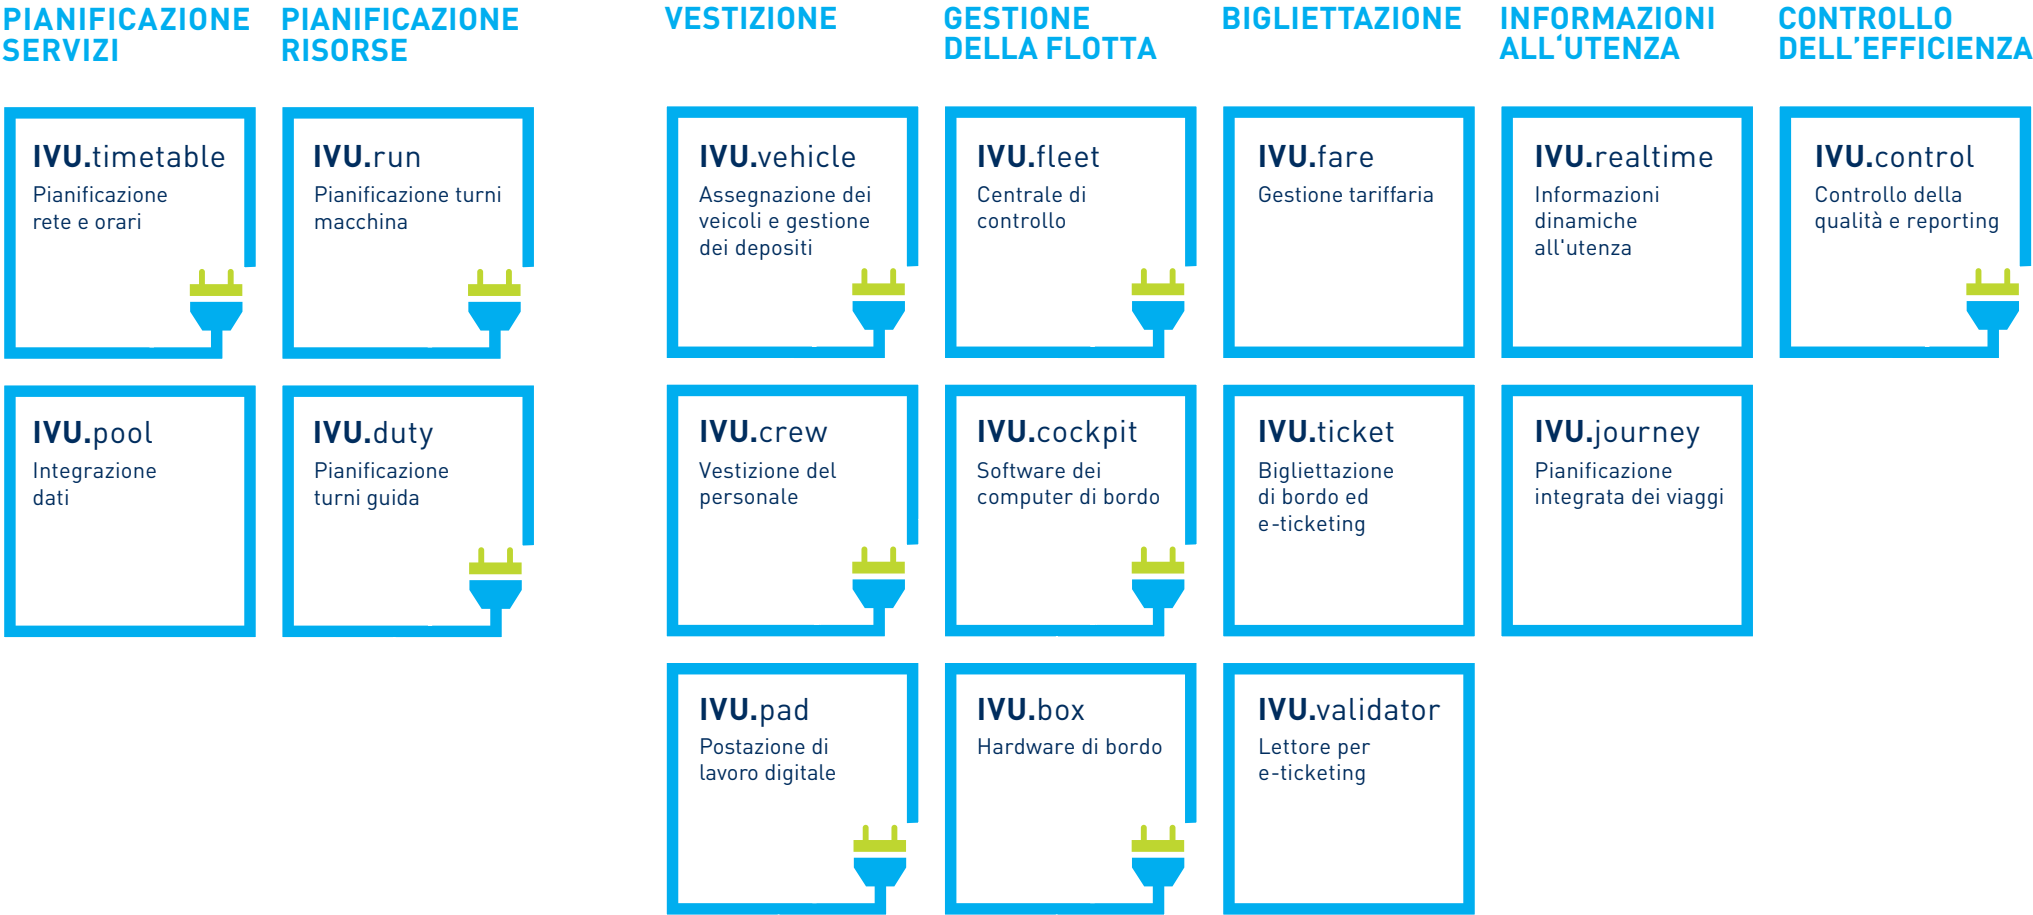 PIANIFICAZIONE
SERVIZI
PIANIFICAZIONE
RISORSE
VESTIZIONE
GESTIONE
DELLA FLOTTA
BIGLIETTAZIONE
INFORMAZIONI
ALL‘UTENZA
CONTROLLO
DELL’EFFICIENZA
IVU.timetable
Pianificazione
rete e orari
IVU.run
Pianificazione turni
macchina
IVU.vehicle
Assegnazione dei
veicoli e gestione
dei depositi
IVU.fleet
Centrale di
controllo
IVU.fare
Gestione tariffaria
IVU.realtime
Informazioni
dinamiche
all'utenza
IVU.control
Controllo della
qualità e reporting
IVU.pool
Integrazione
dati
IVU.duty
Pianificazione
turni guida
IVU.crew
Vestizione del
personale
IVU.cockpit
Software dei
computer di bordo
IVU.ticket
Bigliettazione
di bordo ed
e-ticketing
IVU.journey
Pianificazione
integrata dei viaggi
IVU.pad
Postazione di
lavoro digitale
IVU.box
Hardware di bordo
IVU.validator
Lettore per
e-ticketing